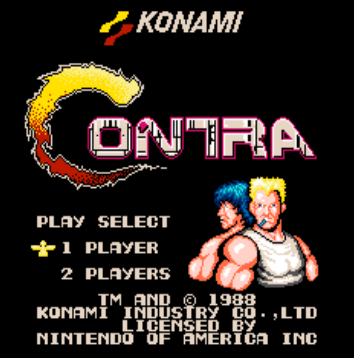 KONAMI
CONTRA
PLAY SELECT
1 PLAYER
2 PLAYERS
TM AND © 1988
KONAMI INDUSTRY CO.,LTD
LICENSED BY
NINTENDO OF AMERICA INC